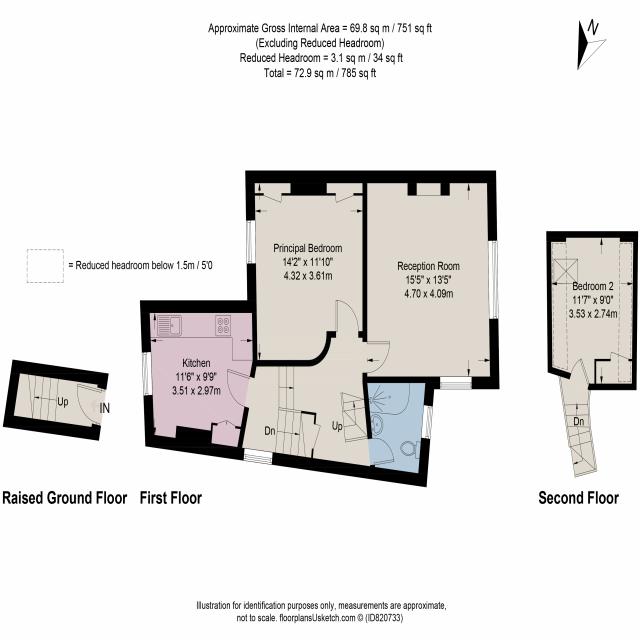 Approximate Gross Internal Area = 69.8 sq m / 751 sq ft
(Excluding Reduced Headroom)
Reduced Headroom = 3.1 sq m / 34 sq ft
Total = 72.9 sq m / 785 sq ft
N
= Reduced headroom below 1.5m / 5'0
Principal Bedroom
14'2" x 11'10"
4.32 x 3.61m
Reception Room
15'5" x 13'5"
4.70 x 4.09m
Bedroom 2
11'7" x 9'0"
3.53 x 2.74m
Kitchen
11'6" x 9'9"
3.51 x 2.97m
Up
IN
Dn
Up
Dn
Raised Ground Floor
First Floor
Second Floor
Illustration for identification purposes only, measurements are approximate,
not to scale. floorplansUsketch.com © (ID820733)